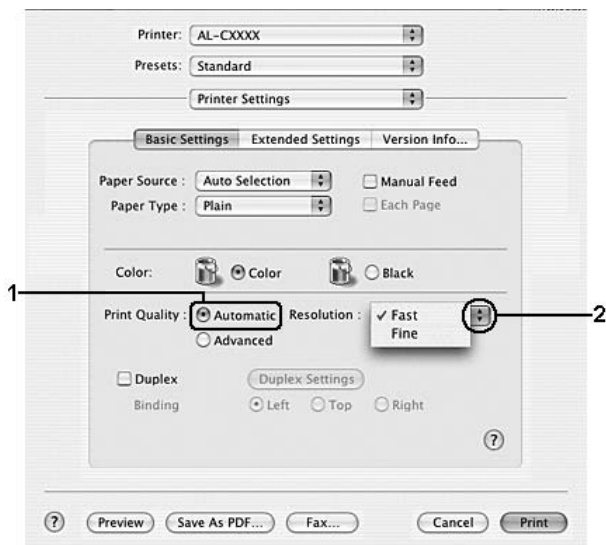 Printer: AL-CXXXX
Presets: Standard
Printer Settings
Basic Settings Extended Settings Version Info...
Paper Source : Auto Selection Manual Feed
Paper Type : Plain Each Page
Color: Color Black
1
Print Quality : Automatic Resolution : ✓ Fast 2
Advanced Fine
Duplex Duplex Settings
Binding Left Top Right
?
? Preview Save As PDF... Fax... Cancel Print